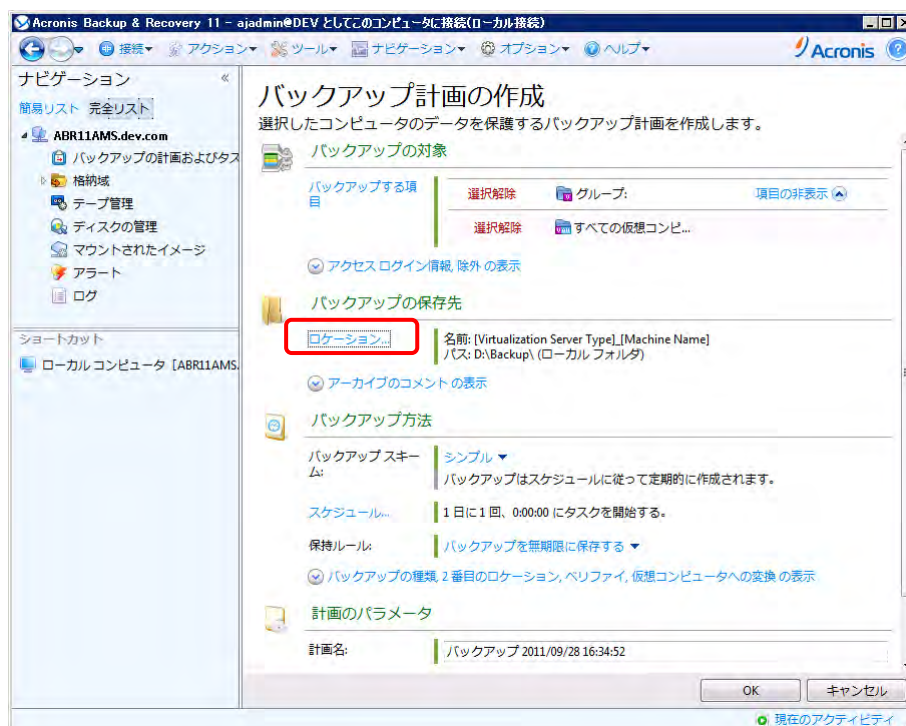 Acronis Backup & Recovery 11 - ajadmin@DEV としてこのコンピュータに接続(ローカル接続)
接続 アクション ツール ナビゲーション オプション ヘルプ
Acronis
ナビゲーション
簡易リスト 完全リスト
ABR11AMS.dev.com
バックアップの計画およびタス
格納域
テープ管理
ディスクの管理
マウントされたイメージ
アラート
ログ
ショートカット
ローカル コンピュータ [ABR11AMS.
バックアップ計画の作成
選択したコンピュータのデータを保護するバックアップ計画を作成します。
バックアップの対象
バックアップする項目
選択解除 グループ: 項目の非表示
選択解除 すべての仮想コンピ...
アクセス ログイン情報, 除外 の表示
バックアップの保存先
ロケーション...
名前: [Virtualization Server Type]_[Machine Name]
パス: D:\Backup\ (ローカル フォルダ)
アーカイブのコメント の表示
バックアップ方法
バックアップ スキーム:
シンプル
バックアップはスケジュールに従って定期的に作成されます。
スケジュール... 1 日に 1 回、0:00:00 にタスクを開始する。
保持ルール: バックアップを無期限に保存する
バックアップの種類, 2 番目のロケーション, ベリファイ, 仮想コンピュータへの変換 の表示
計画のパラメータ
計画名: バックアップ 2011/09/28 16:34:52
OK キャンセル
現在のアクティビティ